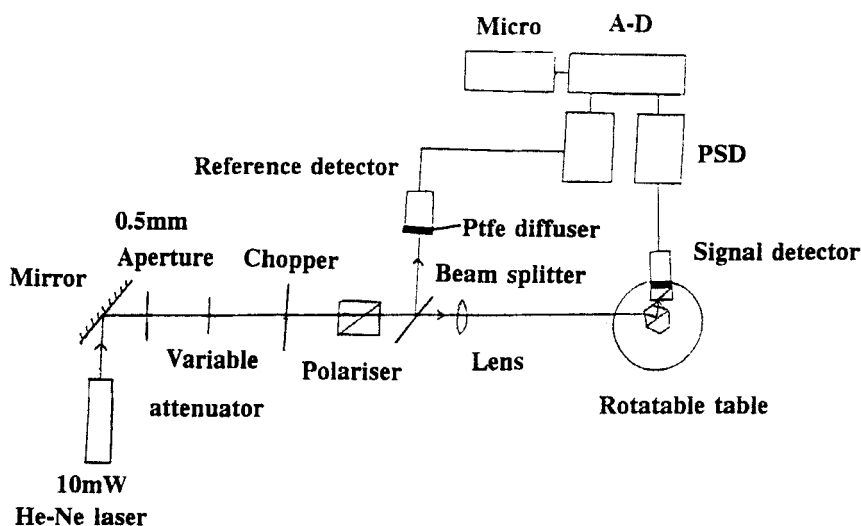 Micro
A-D
Reference detector
PSD
0.5mm
Ptfe diffuser
Mirror
Aperture
Chopper
Beam splitter
Signal detector
Variable
attenuator
Polariser
Lens
Rotatable table
10mW
He-Ne laser